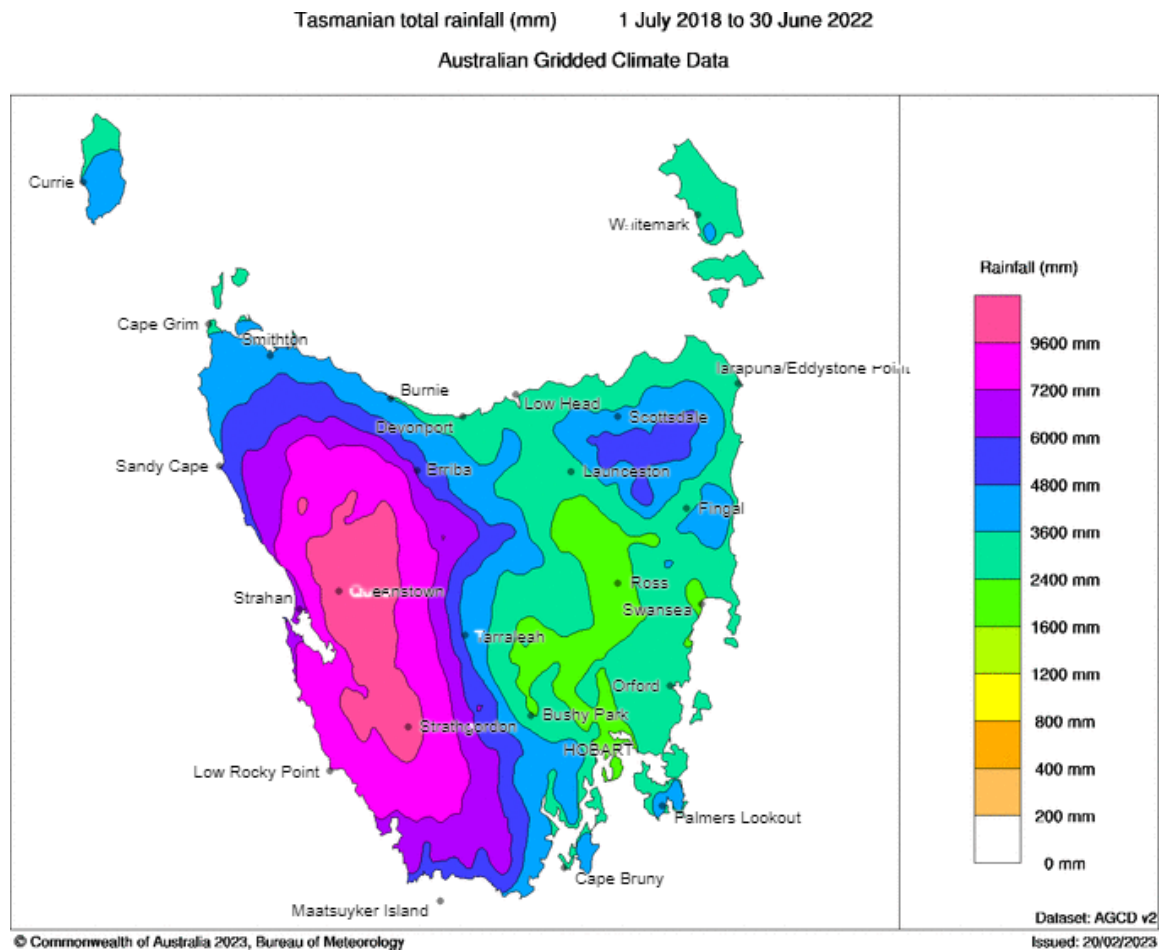 Tasmanian total rainfall (mm) 1 July 2018 to 30 June 2022
Australian Gridded Climate Data
Currie
Whitemark
Rainfall (mm)
Cape Grim
Smithton
9600 mm
Eddystone Point
7200 mm
Burnie
Low Head
Devonport
Scottsdale
6000 mm
Sandy Cape
Erriba
Launceston
4800 mm
Fingal
3600 mm
2400 mm
Queenstown
Ross
Strahan
Swansea
1600 mm
Tarraleah
1200 mm
Orford
800 mm
Bushy Park
Strathgordon
HOBART
400 mm
Low Rocky Point
200 mm
Palmers Lookout
0 mm
Cape Bruny
Maatsuyker Island
Dataset: AGCD v2
© Commonwealth of Australia 2023, Bureau of Meteorology
Issued: 20/02/2023